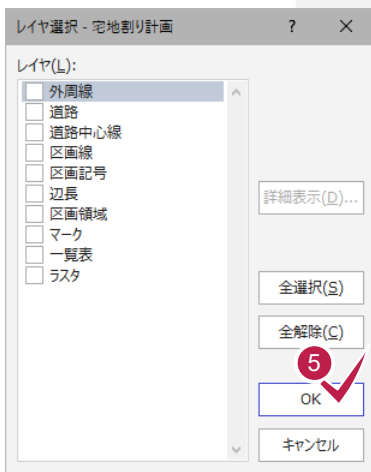 レイヤ選択 - 宅地割り計画 ? ×
レイヤ(L):
外周線
道路
道路中心線
区画線
区画記号
辺長
区画領域
マーク
一覧表
ラスタ
詳細表示(D)...
全選択(S)
全解除(C)
5
OK
キャンセル